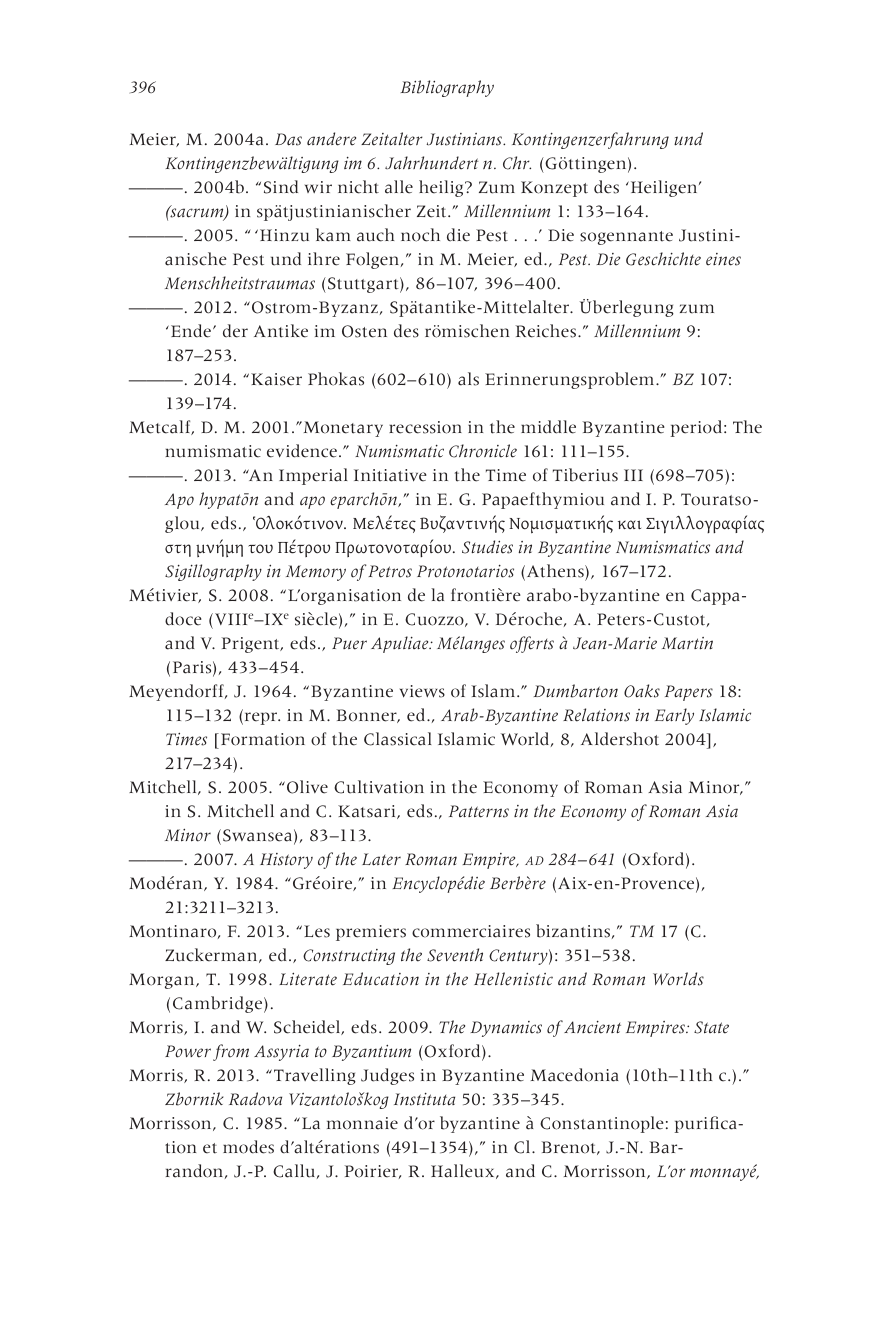 396 Bibliography
Meier, M. 2004a. Das andere Zeitalter Justinians. Kontingenzerfahrung und
Kontingenzbewältigung im 6. Jahrhundert n. Chr. (Göttingen).
———. 2004b. “Sind wir nicht alle heilig? Zum Konzept des ‘Heiligen’
(sacrum) in spätjustinianischer Zeit.” Millennium 1: 133–164.
———. 2005. “ ‘Hinzu kam auch noch die Pest . . .’ Die sogennante Justini-
anische Pest und ihre Folgen,” in M. Meier, ed., Pest. Die Geschichte eines
Menschheitstraumas (Stuttgart), 86–107, 396–400.
———. 2012. “Ostrom-Byzanz, Spätantike-Mittelalter. Überlegung zum
‘Ende’ der Antike im Osten des römischen Reiches.” Millennium 9:
187–253.
———. 2014. “Kaiser Phokas (602–610) als Erinnerungsproblem.” BZ 107:
139–174.
Metcalf, D. M. 2001.”Monetary recession in the middle Byzantine period: The
numismatic evidence.” Numismatic Chronicle 161: 111–155.
———. 2013. “An Imperial Initiative in the Time of Tiberius III (698–705):
Apo hypatōn and apo eparchōn,” in E. G. Papaefthymiou and I. P. Touratso-
glou, eds., Ὁλοκότινον. Μελέτες Βυζαντινής Νομισματικής και Σιγιλλογραφίας
στη μνήμη του Πέτρου Πρωτονοταρίου. Studies in Byzantine Numismatics and
Sigillography in Memory of Petros Protonotarios (Athens), 167–172.
Métivier, S. 2008. “L’organisation de la frontière arabo-byzantine en Cappa-
doce (VIIIᵉ–IXᵉ siècle),” in E. Cuozzo, V. Déroche, A. Peters-Custot,
and V. Prigent, eds., Puer Apuliae: Mélanges offerts à Jean-Marie Martin
(Paris), 433–454.
Meyendorff, J. 1964. “Byzantine views of Islam.” Dumbarton Oaks Papers 18:
115–132 (repr. in M. Bonner, ed., Arab-Byzantine Relations in Early Islamic
Times [Formation of the Classical Islamic World, 8, Aldershot 2004],
217–234).
Mitchell, S. 2005. “Olive Cultivation in the Economy of Roman Asia Minor,”
in S. Mitchell and C. Katsari, eds., Patterns in the Economy of Roman Asia
Minor (Swansea), 83–113.
———. 2007. A History of the Later Roman Empire, AD 284–641 (Oxford).
Modéran, Y. 1984. “Gréoire,” in Encyclopédie Berbère (Aix-en-Provence),
21:3211–3213.
Montinaro, F. 2013. “Les premiers commerciaires bizantins,” TM 17 (C.
Zuckerman, ed., Constructing the Seventh Century): 351–538.
Morgan, T. 1998. Literate Education in the Hellenistic and Roman Worlds
(Cambridge).
Morris, I. and W. Scheidel, eds. 2009. The Dynamics of Ancient Empires: State
Power from Assyria to Byzantium (Oxford).
Morris, R. 2013. “Travelling Judges in Byzantine Macedonia (10th–11th c.).”
Zbornik Radova Vizantološkog Instituta 50: 335–345.
Morrisson, C. 1985. “La monnaie d’or byzantine à Constantinople: purifica-
tion et modes d’altérations (491–1354),” in Cl. Brenot, J.-N. Bar-
randon, J.-P. Callu, J. Poirier, R. Halleux, and C. Morrisson, L’or monnayé,